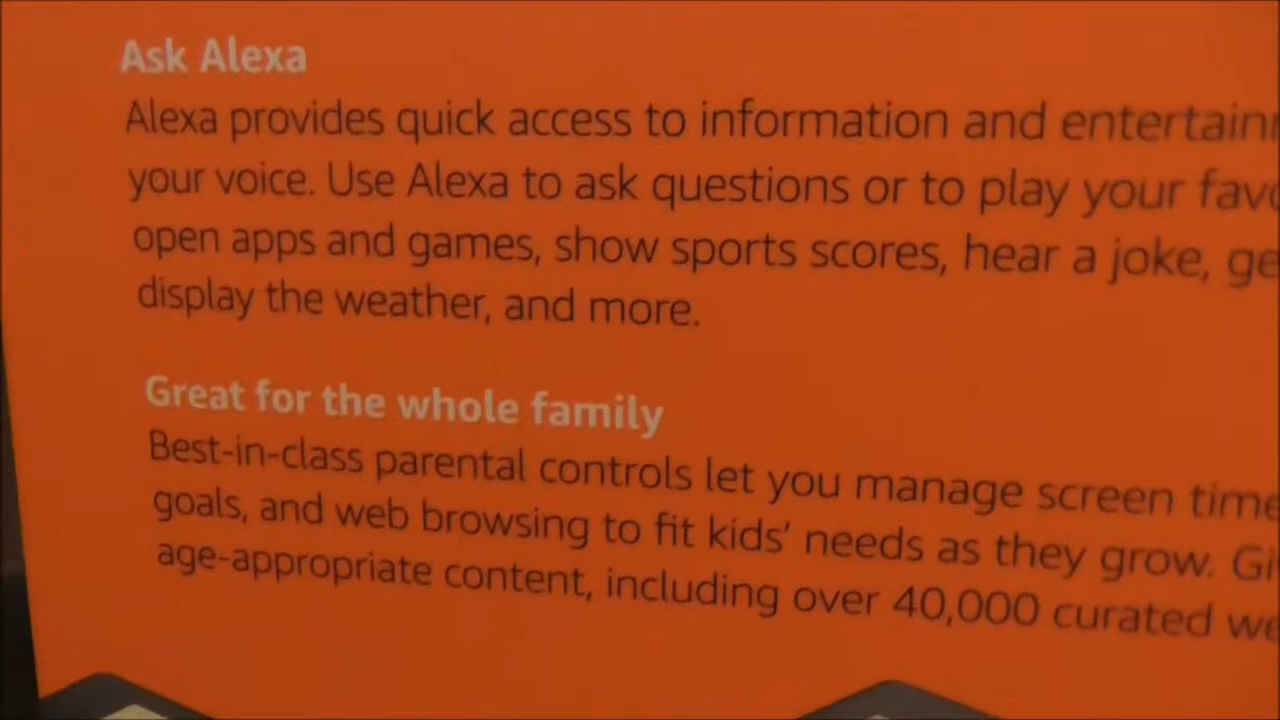 Ask Alexa
Alexa provides quick access to information and
your voice. Use Alexa to ask questions or to play your
open apps and games, show sports scores, hear a joke,
display the weather, and more.
Great for the whole family
Best-in-class parental controls let you manage screen time
goals, and web browsing to fit kids' needs as they grow.
age-appropriate content, including over 40,000 curated